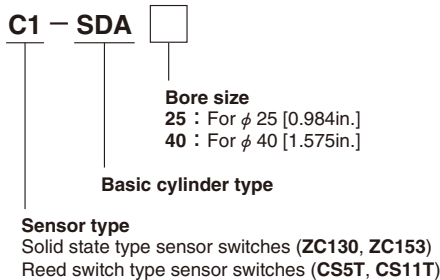 C1 − SDA
Bore size
25：For φ 25 [0.984in.]
40：For φ 40 [1.575in.]
Basic cylinder type
Sensor type
Solid state type sensor switches (ZC130, ZC153)
Reed switch type sensor switches (CS5T, CS11T)